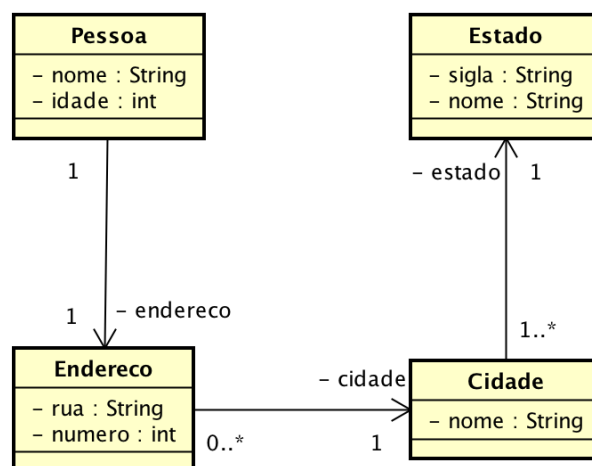 Pessoa
– nome : String
– idade : int
Estado
– sigla : String
– nome : String
1
– estado
1
1
– endereco
1..*
Endereco
– rua : String
– numero : int
– cidade
0..*
1
Cidade
– nome : String